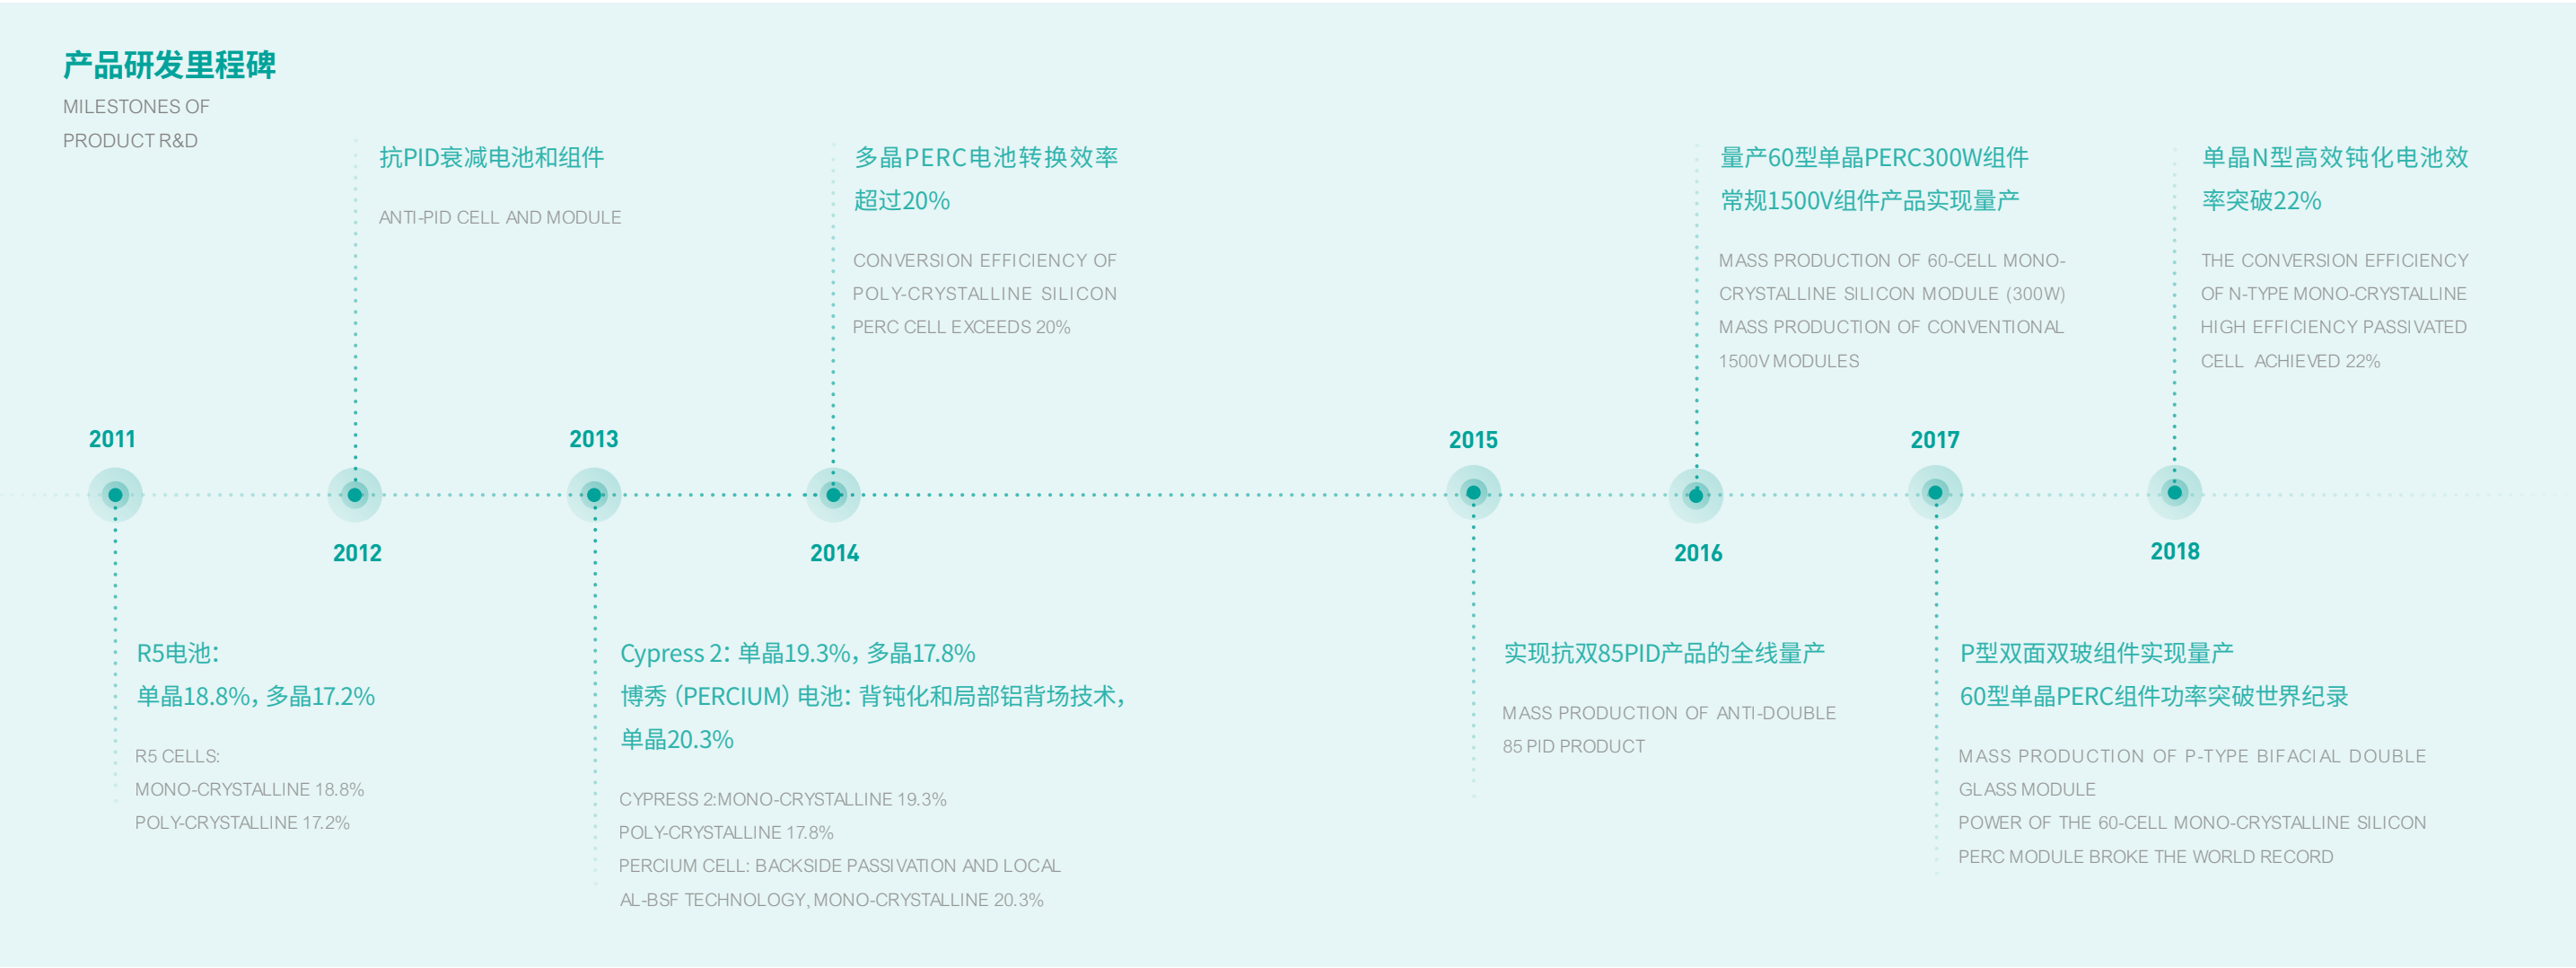 产品研发里程碑
MILESTONES OF
PRODUCT R&D
2011
R5电池：
单晶18.8%，多晶17.2%
R5 CELLS:
MONO-CRYSTALLINE 18.8%
POLY-CRYSTALLINE 17.2%
抗PID衰减电池和组件
ANTI-PID CELL AND MODULE
2012
2013
Cypress 2：单晶19.3%，多晶17.8%
博秀（PERCIUM）电池：背钝化和局部铝背场技术，
单晶20.3%
CYPRESS 2:MONO-CRYSTALLINE 19.3%
POLY-CRYSTALLINE 17.8%
PERCIUM CELL: BACKSIDE PASSIVATION AND LOCAL
AL-BSF TECHNOLOGY, MONO-CRYSTALLINE 20.3%
多晶PERC电池转换效率
超过20%
CONVERSION EFFICIENCY OF
POLY-CRYSTALLINE SILICON
PERC CELL EXCEEDS 20%
2014
2015
实现抗双85PID产品的全线量产
MASS PRODUCTION OF ANTI-DOUBLE
85 PID PRODUCT
量产60型单晶PERC300W组件
常规1500V组件产品实现量产
MASS PRODUCTION OF 60-CELL MONO-
CRYSTALLINE SILICON MODULE (300W)
MASS PRODUCTION OF CONVENTIONAL
1500V MODULES
2016
2017
P型双面双玻组件实现量产
60型单晶PERC组件功率突破世界纪录
MASS PRODUCTION OF P-TYPE BIFACIAL DOUBLE
GLASS MODULE
POWER OF THE 60-CELL MONO-CRYSTALLINE SILICON
PERC MODULE BROKE THE WORLD RECORD
单晶N型高效钝化电池效
率突破22%
THE CONVERSION EFFICIENCY
OF N-TYPE MONO-CRYSTALLINE
HIGH EFFICIENCY PASSIVATED
CELL ACHIEVED 22%
2018